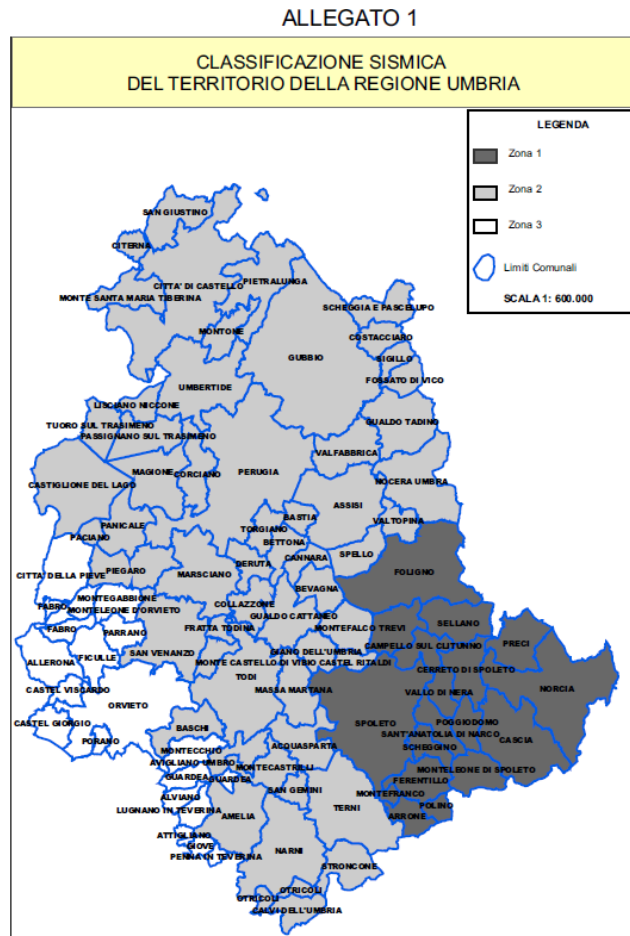 ALLEGATO 1
CLASSIFICAZIONE SISMICA
DEL TERRITORIO DELLA REGIONE UMBRIA
LEGENDA
Zona 1
Zona 2
Zona 3
Limiti Comunali
SCALA 1: 600.000
SAN GIUSTINO
CITERNA
CITTA' DI CASTELLO
PIETRALUNGA
MONTE SANTA MARIA TIBERINA
SCHEGGIA E PASCELUPO
MONTONE
COSTACCIARO
GUBBIO
SIGILLO
UMBERTIDE
FOSSATO DI VICO
LISCIANO NICCONE
GUALDO TADINO
TUORO SUL TRASIMENO
PASSIGNANO SUL TRASIMENO
VALFABBRICA
MAGIONE
CORCIANO
PERUGIA
CASTIGLIONE DEL LAGO
NOCERA UMBRA
ASSISI
BASTIA
VALTOPINA
PANICALE
TORGIANO
PACIANO
BETTONA
SPELLO
CANNARA
DERUTA
FOLIGNO
CITTA' DELLA PIEVE
PIEGARO
MARSCIANO
BEVAGNA
MONTEGABBIONE
COLLAZZONE
FABRO
MONTELEONE D'ORVIETO
GUALDO CATTANEO
SELLANO
FABRO
PARRANO
FRATTA TODINA
MONTEFALCO
TREVI
PRECI
CAMPELLO SUL CLITUNNO
SAN VENANZO
GIANO DELL'UMBRIA
ALLERONA
FICULLE
MONTE CASTELLO DI VIBIO
CASTEL RITALDI
CERRETO DI SPOLETO
TODI
CASTEL VISCARDO
MASSA MARTANA
VALLO DI NERA
NORCIA
ORVIETO
CASTEL GIORGIO
SPOLETO
POGGIODOMO
BASCHI
SANT'ANATOLIA DI NARCO
PORANO
CASCIA
MONTECCHIO
ACQUASPARTA
SCHEGGINO
AVIGLIANO UMBRO
MONTECASTRILLI
MONTELEONE DI SPOLETO
GUARDEA
GUARDEA
FERENTILLO
SAN GEMINI
MONTEFRANCO
ALVIANO
POLINO
LUGNANO IN TEVERINA
TERNI
AMELIA
ARRONE
ATTIGLIANO
GIOVE
NARNI
PENNA IN TEVERINA
STRONCONE
OTRICOLI
OTRICOLI
CALVI DELL'UMBRIA